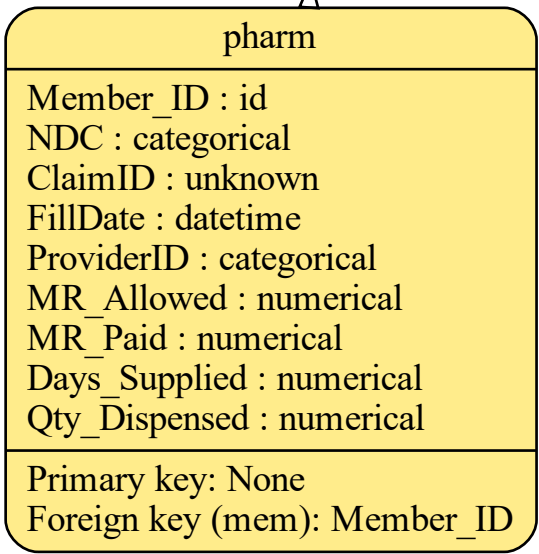 pharm
Member_ID : id
NDC : categorical
ClaimID : unknown
FillDate : datetime
ProviderID : categorical
MR_Allowed : numerical
MR_Paid : numerical
Days_Supplied : numerical
Qty_Dispensed : numerical
Primary key: None
Foreign key (mem): Member_ID